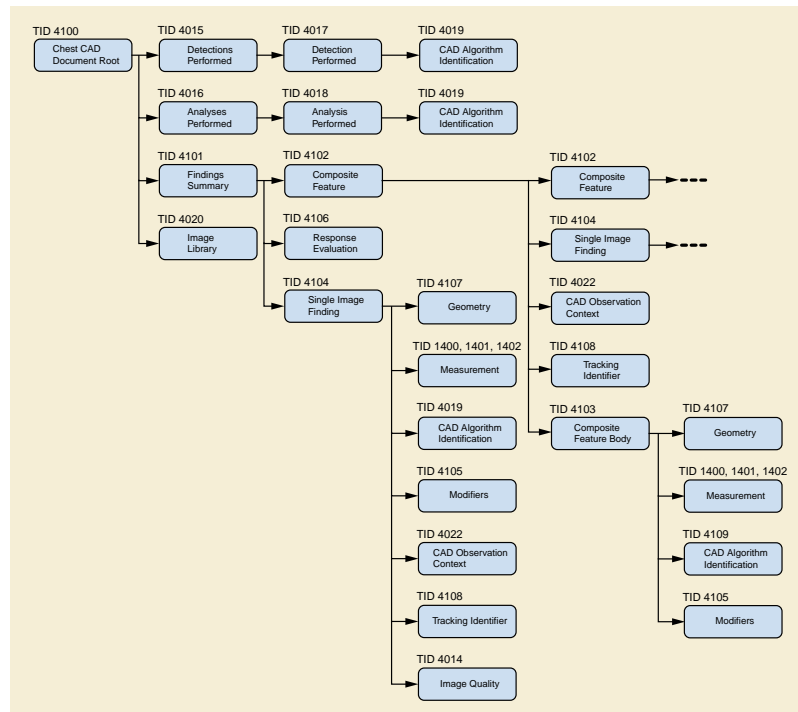 TID 4100
Chest CAD
Document Root
TID 4015
Detections
Performed
TID 4017
Detection
Performed
TID 4019
CAD Algorithm
Identification
TID 4016
Analyses
Performed
TID 4018
Analysis
Performed
TID 4019
CAD Algorithm
Identification
TID 4101
Findings
Summary
TID 4102
Composite
Feature
TID 4102
Composite
Feature
TID 4020
Image
Library
TID 4106
Response
Evaluation
TID 4104
Single Image
Finding
TID 4104
Single Image
Finding
TID 4107
Geometry
TID 4022
CAD Observation
Context
TID 1400, 1401, 1402
Measurement
TID 4108
Tracking
Identifier
TID 4019
CAD Algorithm
Identification
TID 4103
Composite
Feature Body
TID 4107
Geometry
TID 4105
Modifiers
TID 1400, 1401, 1402
Measurement
TID 4022
CAD Observation
Context
TID 4109
CAD Algorithm
Identification
TID 4108
Tracking Identifier
TID 4105
Modifiers
TID 4014
Image Quality